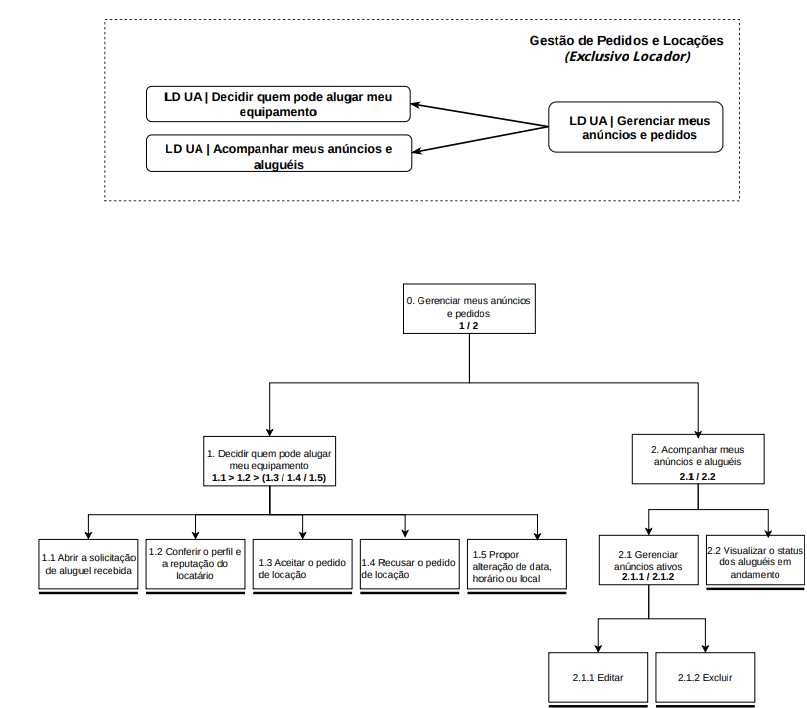 Gestão de Pedidos e Locações
(Exclusivo Locador)
LD UA | Decidir quem pode alugar meu
equipamento
LD UA | Gerenciar meus
anúncios e pedidos
LD UA | Acompanhar meus anúncios e
aluguéis
0. Gerenciar meus anúncios
e pedidos
1 / 2
1. Decidir quem pode alugar
meu equipamento
1.1 > 1.2 > (1.3 / 1.4 / 1.5)
2. Acompanhar meus
anúncios e aluguéis
2.1 / 2.2
1.1 Abrir a solicitação
de aluguel recebida
1.2 Conferir o perfil e
a reputação do
locatário
1.3 Aceitar o pedido
de locação
1.4 Recusar o pedido
de locação
1.5 Propor
alteração de data,
horário ou local
2.1 Gerenciar
anúncios ativos
2.1.1 / 2.1.2
2.2 Visualizar o status
dos aluguéis em
andamento
2.1.1 Editar
2.1.2 Excluir